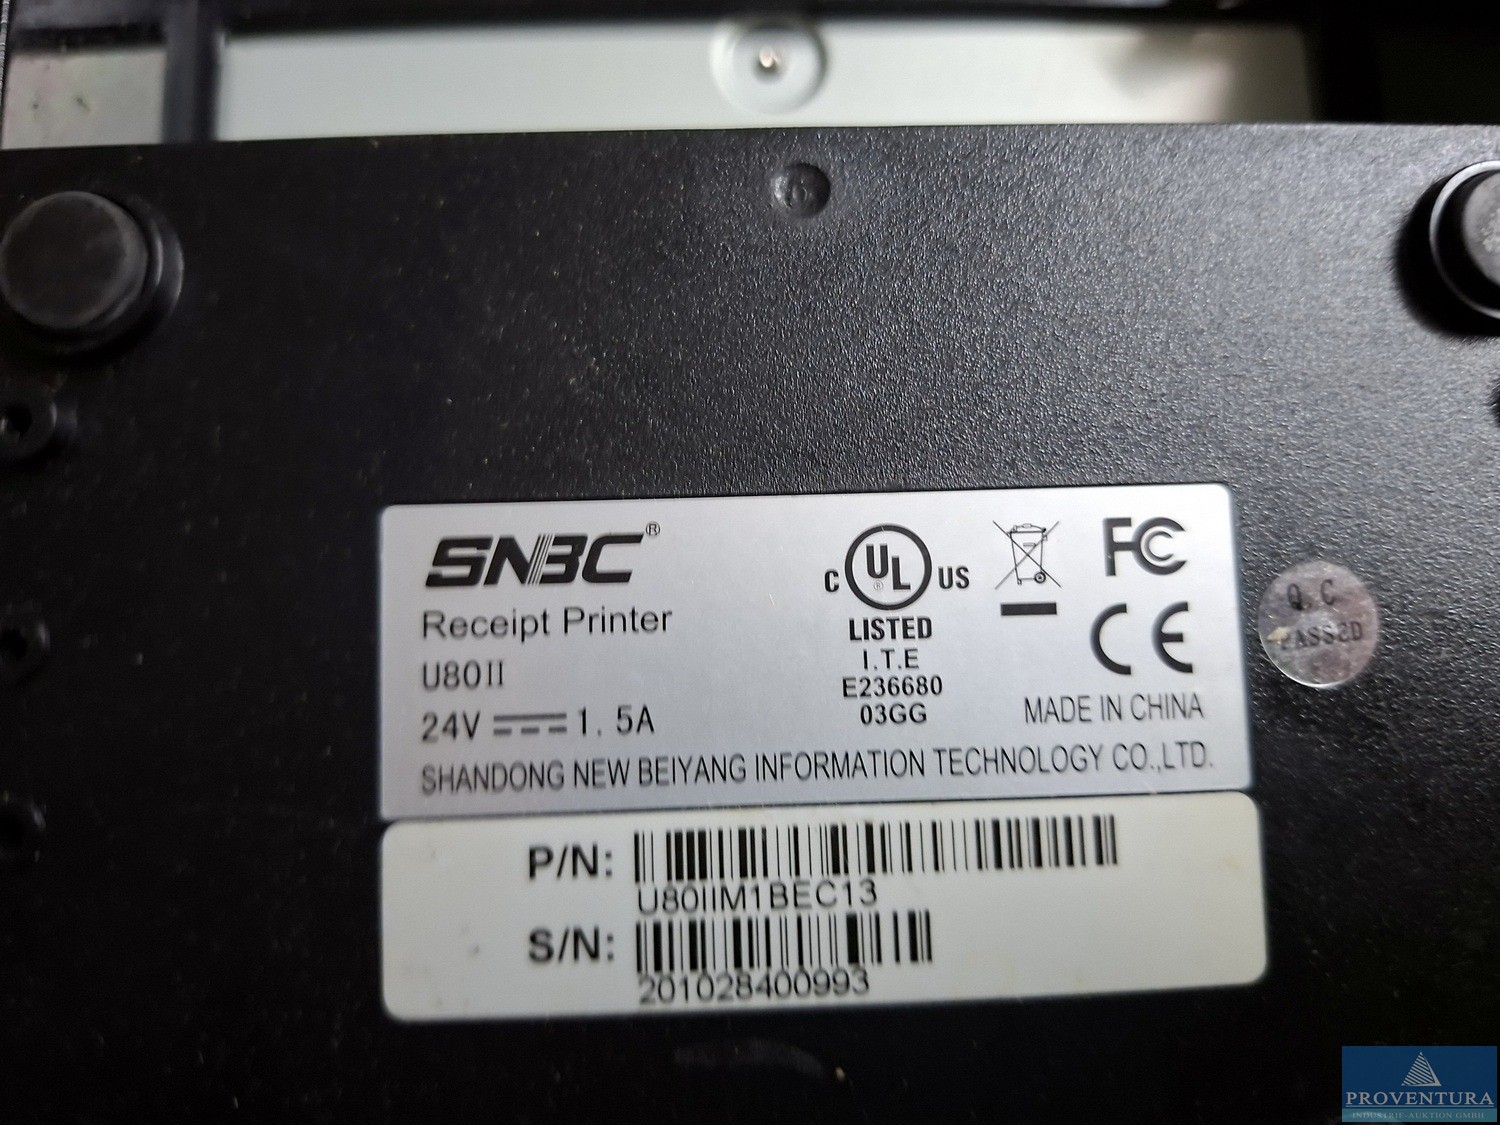 SNBC®
Receipt Printer
U80II
24V 1.5A
C UL® US
LISTED
I.T.E
E236680
03GG
FC
CE
MADE IN CHINA
SHANDONG NEW BEIYANG INFORMATION TECHNOLOGY CO.,LTD.
Q.C
PASSED
P/N:
U80IIM1BEC13
S/N:
201028400993
PROVENTURA
INDUSTRIE-AUKTION GMBH